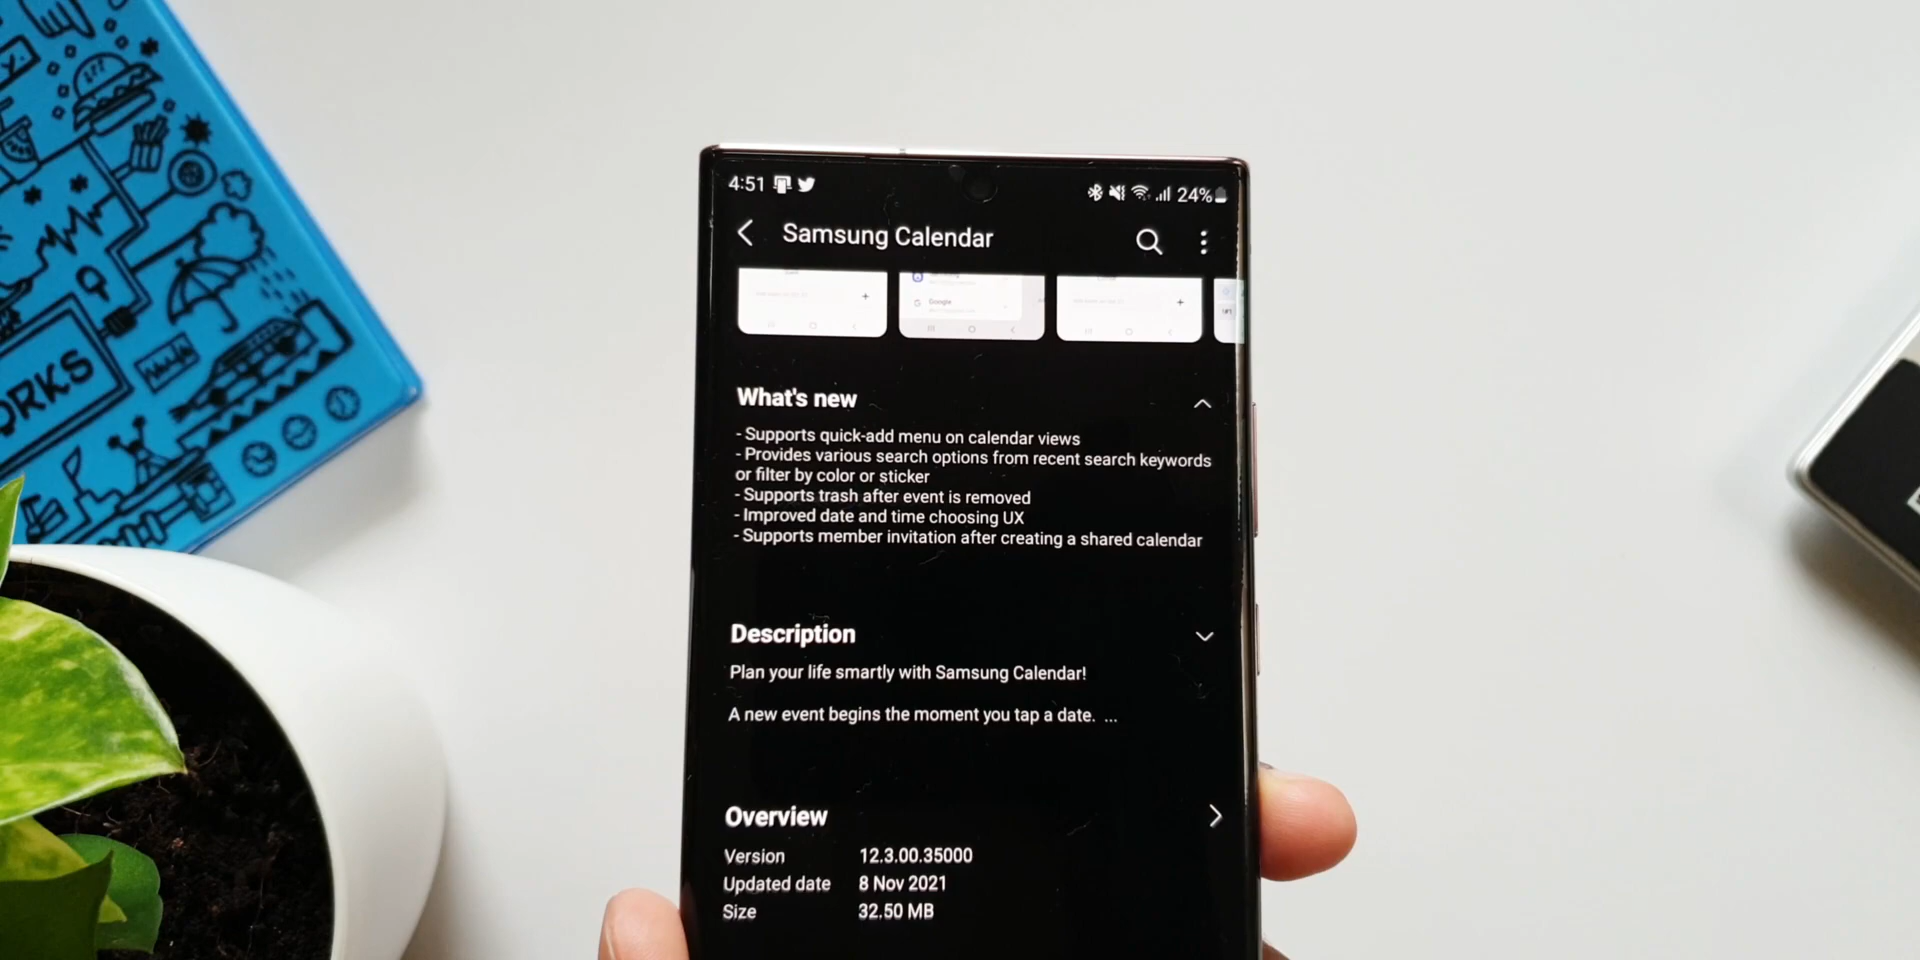 4:51
24%
Samsung Calendar
Google
What's new
- Supports quick-add menu on calendar views
- Provides various search options from recent search keywords
or filter by color or sticker
- Supports trash after event is removed
- Improved date and time choosing UX
- Supports member invitation after creating a shared calendar
Description
Plan your life smartly with Samsung Calendar!
A new event begins the moment you tap a date. ...
Overview
Version 12.3.00.35000
Updated date 8 Nov 2021
Size 32.50 MB
ORKS